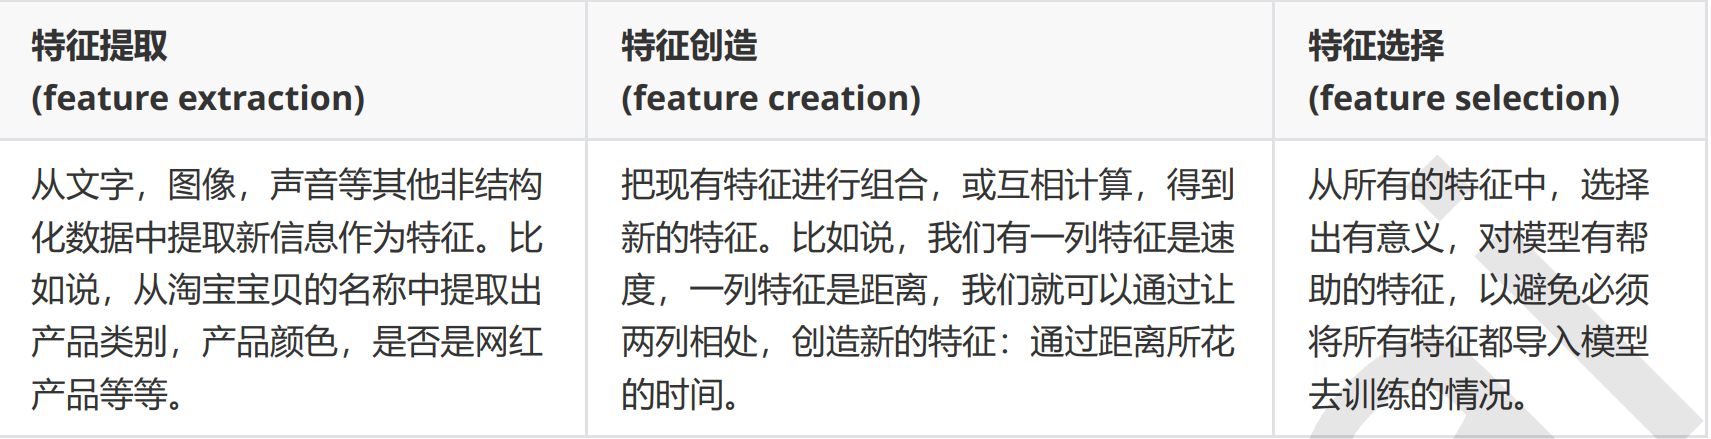 特征提取
(feature extraction)
特征创造
(feature creation)
特征选择
(feature selection)
从文字，图像，声音等其他非结构
化数据中提取新信息作为特征。比
如说，从淘宝宝贝的名称中提取出
产品类别，产品颜色，是否是网红
产品等等。
把现有特征进行组合，或互相计算，得到
新的特征。比如说，我们有一列特征是速
度，一列特征是距离，我们就可以通过让
两列相处，创造新的特征：通过距离所花
的时间。
从所有的特征中，选择
出有意义，对模型有帮
助的特征，以避免必须
将所有特征都导入模型
去训练的情况。